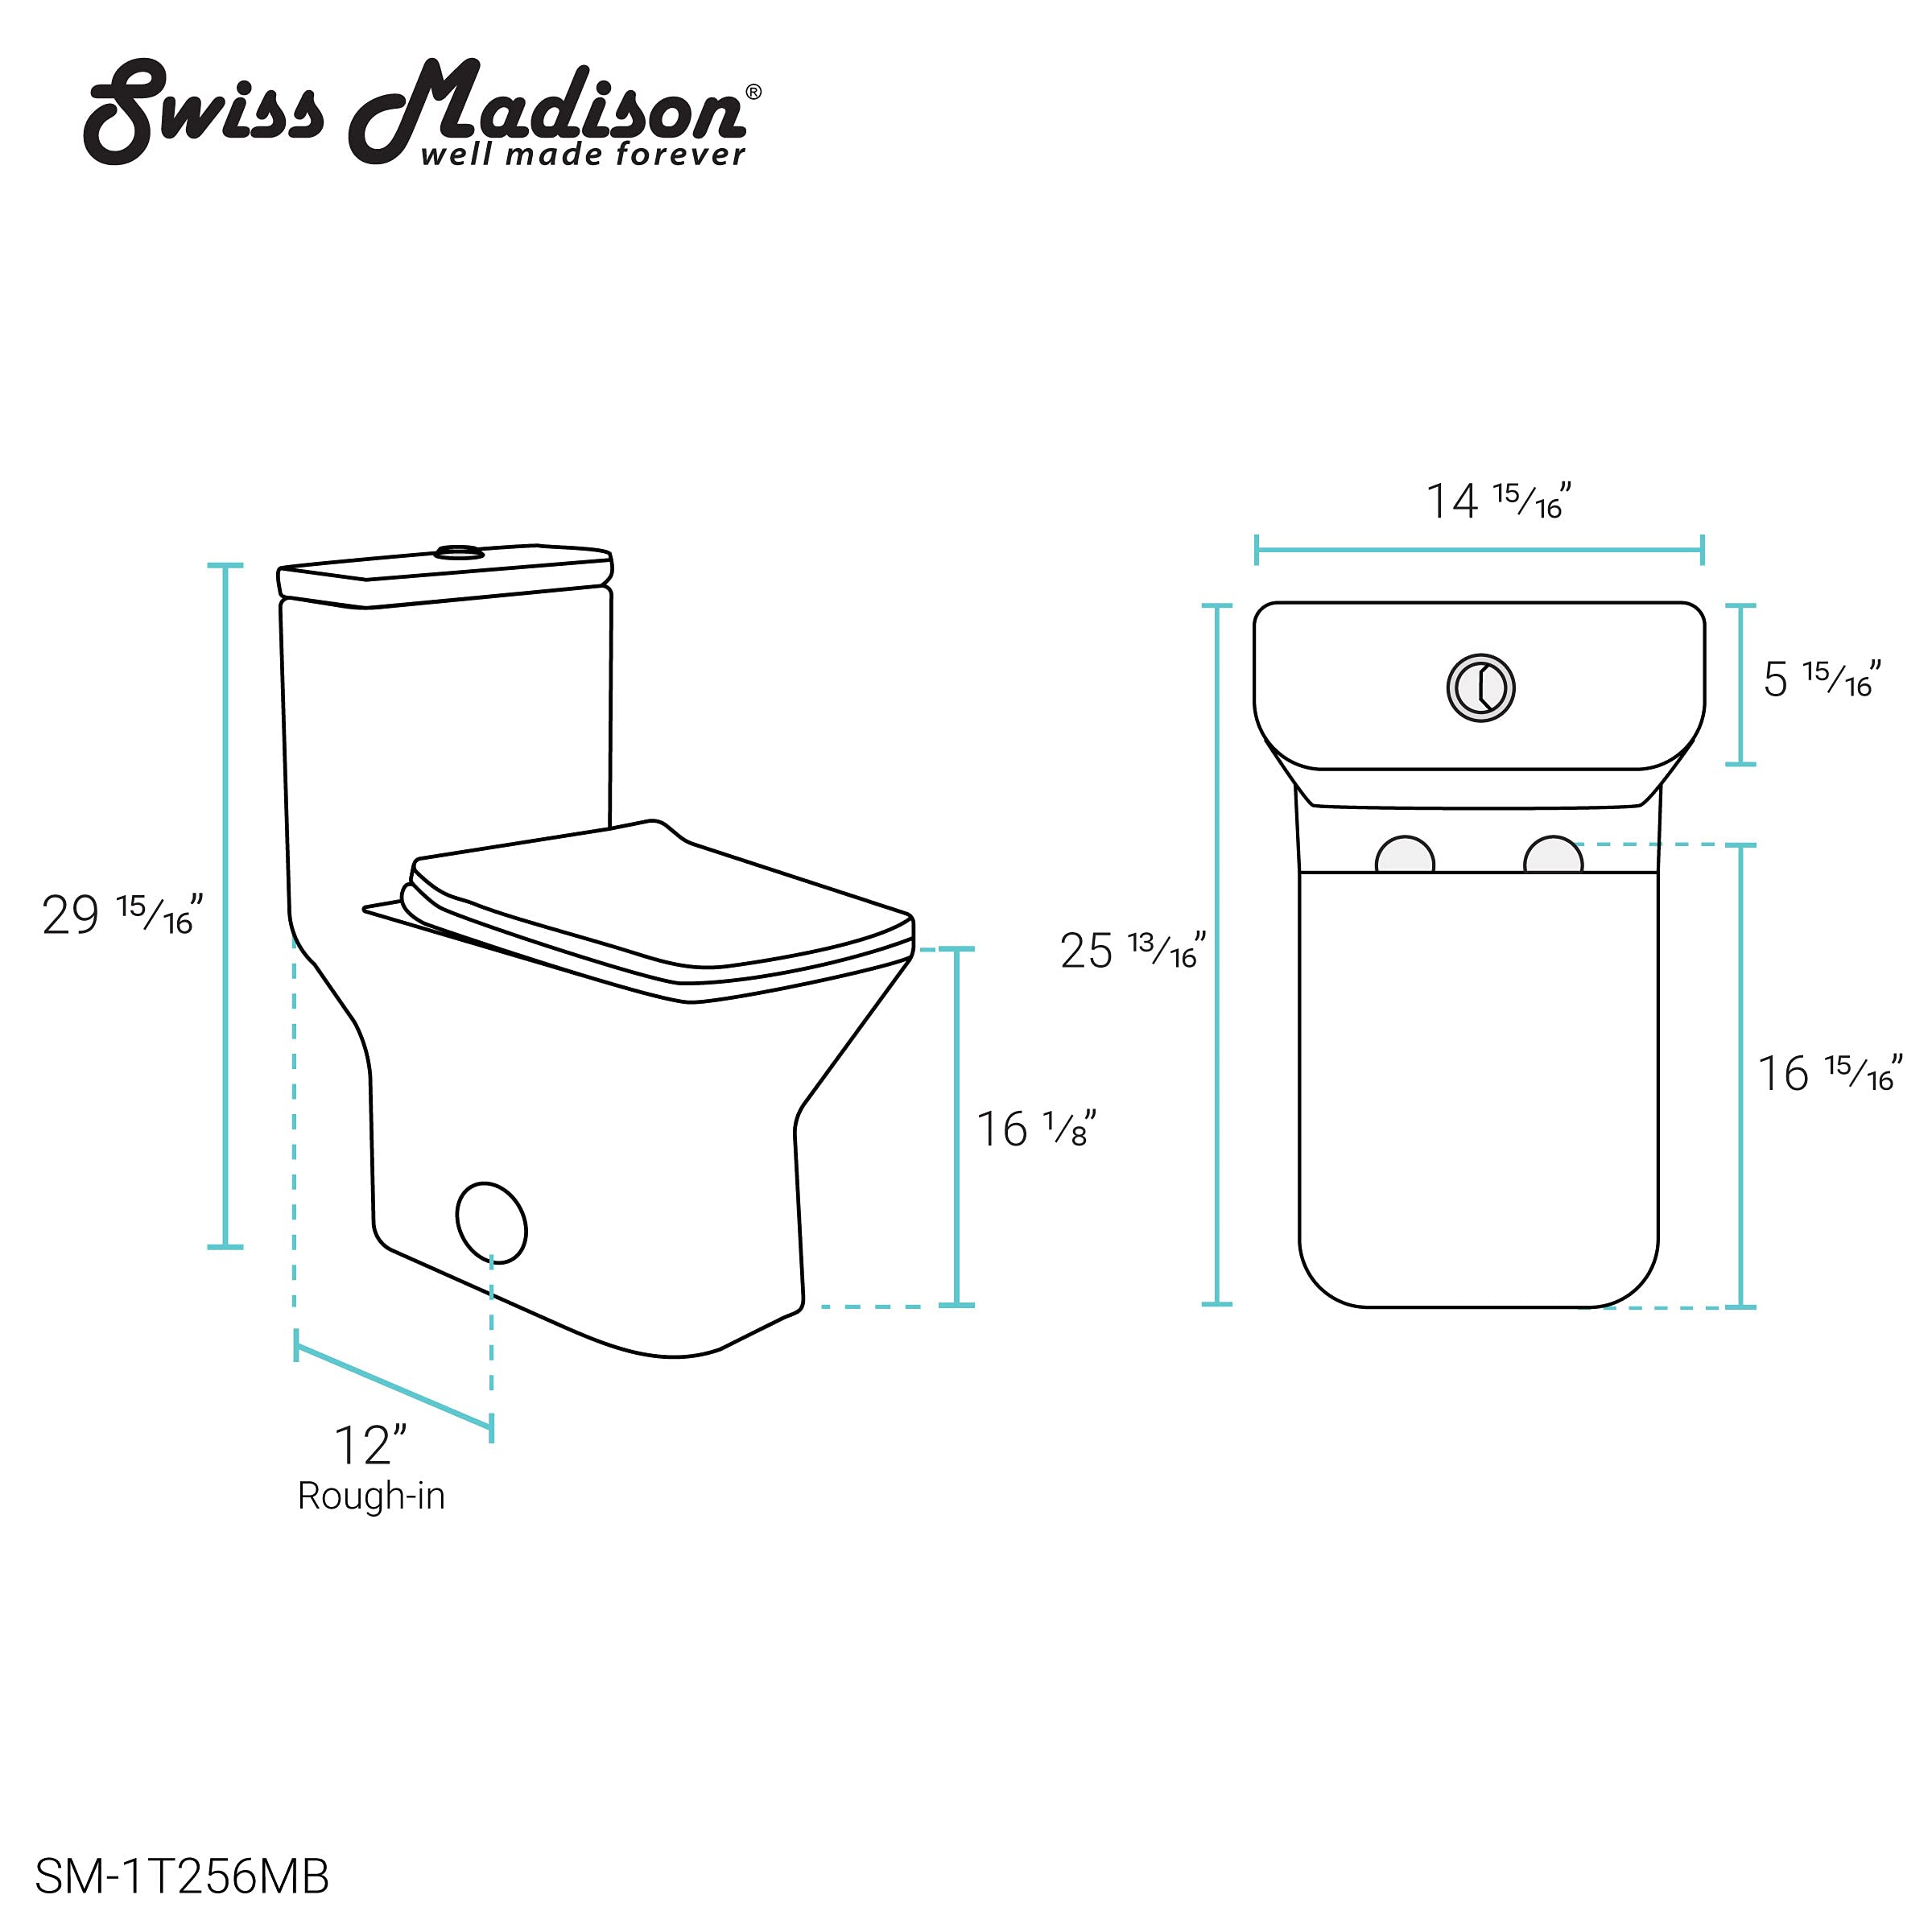 Swiss Madison®
well made forever
14 15/16”
5 15/16”
29 15/16”
25 13/16”
16 1/8”
16 15/16”
12”
Rough-in
SM-1T256MB